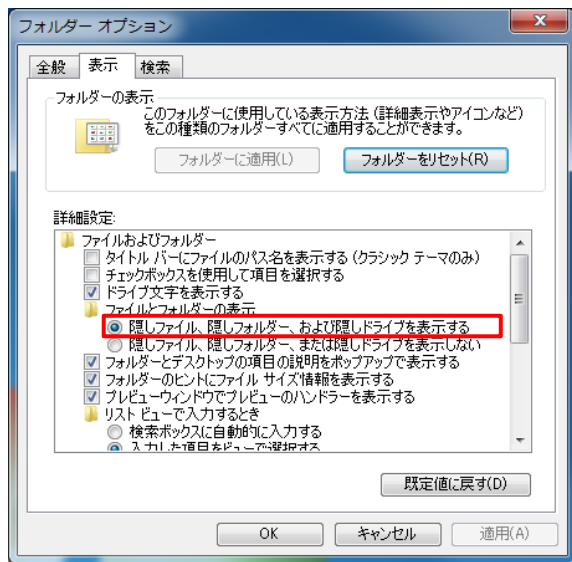 フォルダー オプション
全般 表示 検索
フォルダーの表示
このフォルダーに使用している表示方法 (詳細表示やアイコンなど)
をこの種類のフォルダーすべてに適用することができます。
フォルダーに適用(L) フォルダーをリセット(R)
詳細設定:
ファイルおよびフォルダー
タイトル バーにファイルのパス名を表示する (クラシック テーマのみ)
チェックボックスを使用して項目を選択する
ドライブ文字を表示する
ファイルとフォルダーの表示
隠しファイル、隠しフォルダー、および隠しドライブを表示する
隠しファイル、隠しフォルダー、または隠しドライブを表示しない
フォルダーとデスクトップの項目の説明をポップアップで表示する
フォルダーのヒントにファイル サイズ情報を表示する
プレビューウィンドウでプレビューのハンドラーを表示する
リスト ビューで入力するとき
検索ボックスに自動的に入力する
入力した項目をビューで選択する
既定値に戻す(D)
OK キャンセル 適用(A)